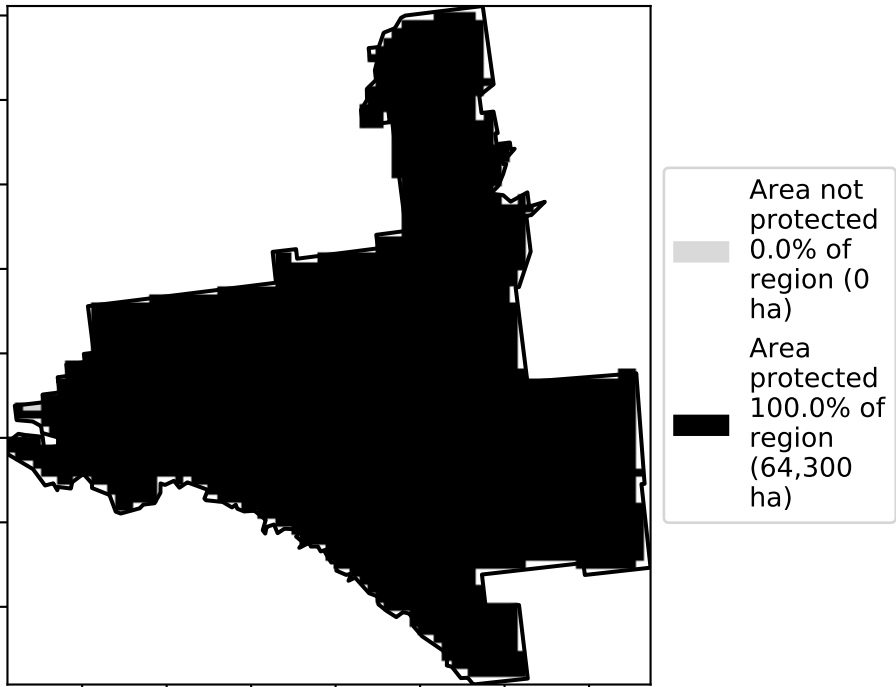 Area not
protected
0.0% of
region (0
ha)
Area
protected
100.0% of
region
(64,300
ha)